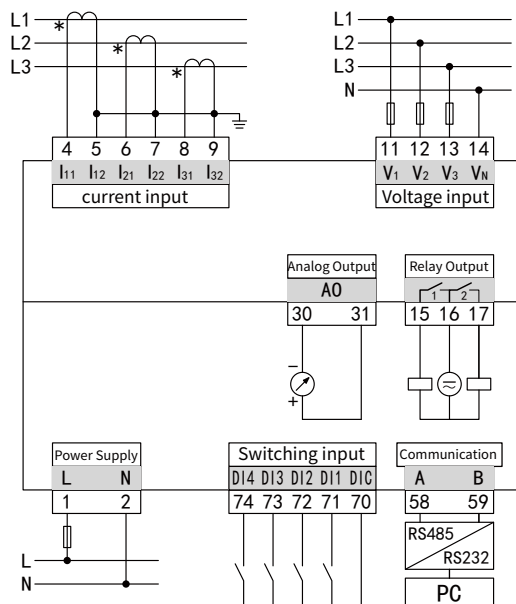 L1
L2
L3
*
*
*
4 5 6 7 8 9
I11 I12 I21 I22 I31 I32
current input
L1
L2
L3
N
11 12 13 14
V1 V2 V3 VN
Voltage input
Analog Output
AO
30 31
−
+
Relay Output
1 2
15 16 17
Power Supply
L N
1 2
L
N
Switching input
DI4 DI3 DI2 DI1 DIC
74 73 72 71 70
Communication
A B
58 59
RS485
RS232
PC